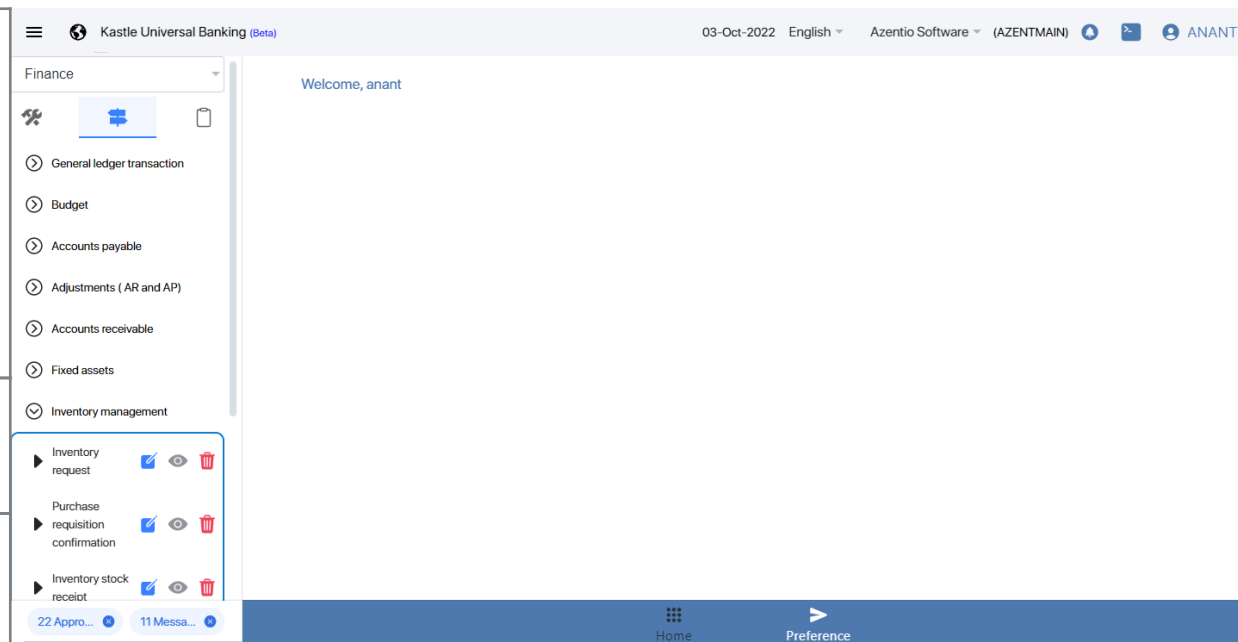 Kastle Universal Banking (Beta)
03-Oct-2022 English Azentio Software (AZENTMAIN) ANANT
Finance
Welcome, anant
General ledger transaction
Budget
Accounts payable
Adjustments ( AR and AP)
Accounts receivable
Fixed assets
Inventory management
Inventory
request
Purchase
requisition
confirmation
Inventory stock
receipt
22 Appro...
11 Messa...
Home
Preference